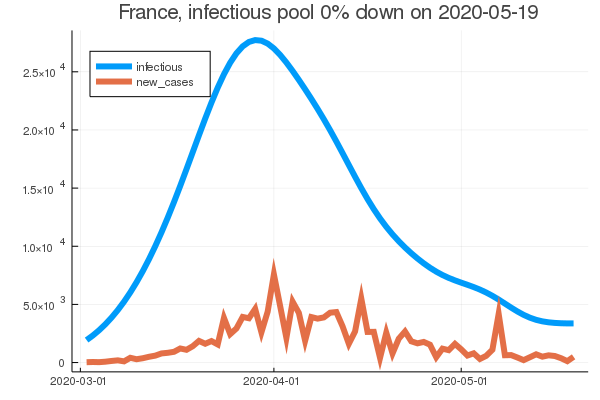 France, infectious pool 0% down on 2020-05-19
infectious
new_cases
2.5×10⁴
2.0×10⁴
1.5×10⁴
1.0×10⁴
5.0×10³
0
2020-03-01 2020-04-01 2020-05-01